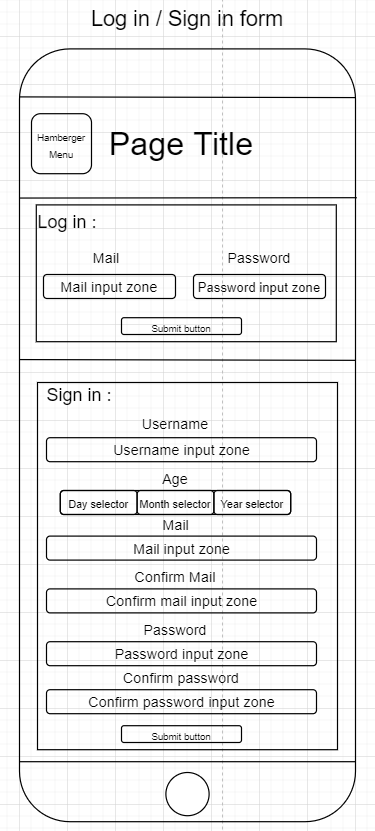 Log in / Sign in form
Hamberger
Menu
Page Title
Log in :
Mail
Password
Mail input zone
Password input zone
Submit button
Sign in :
Username
Username input zone
Age
Day selector
Month selector
Year selector
Mail
Mail input zone
Confirm Mail
Confirm mail input zone
Password
Password input zone
Confirm password
Confirm password input zone
Submit button